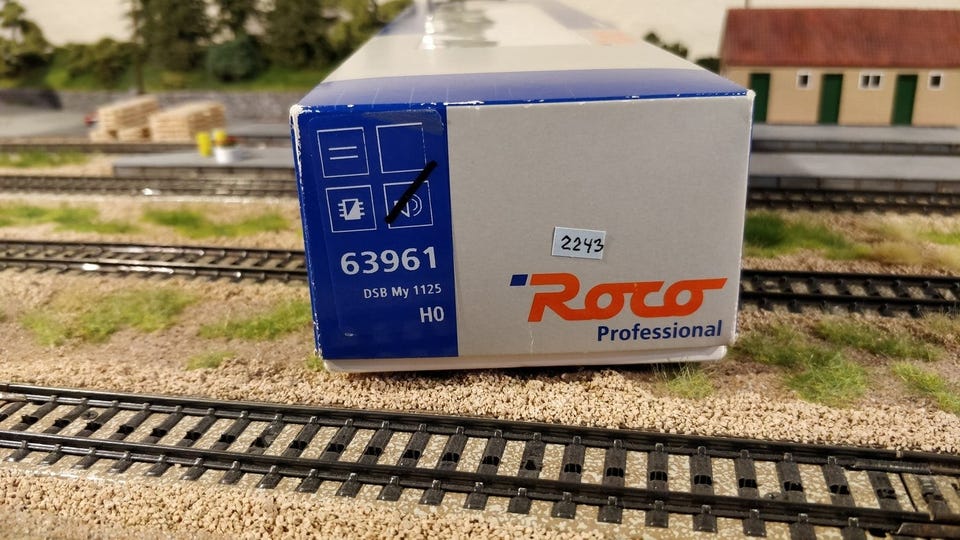 63961
DSB My 1125
H0
2243
Roco
Professional